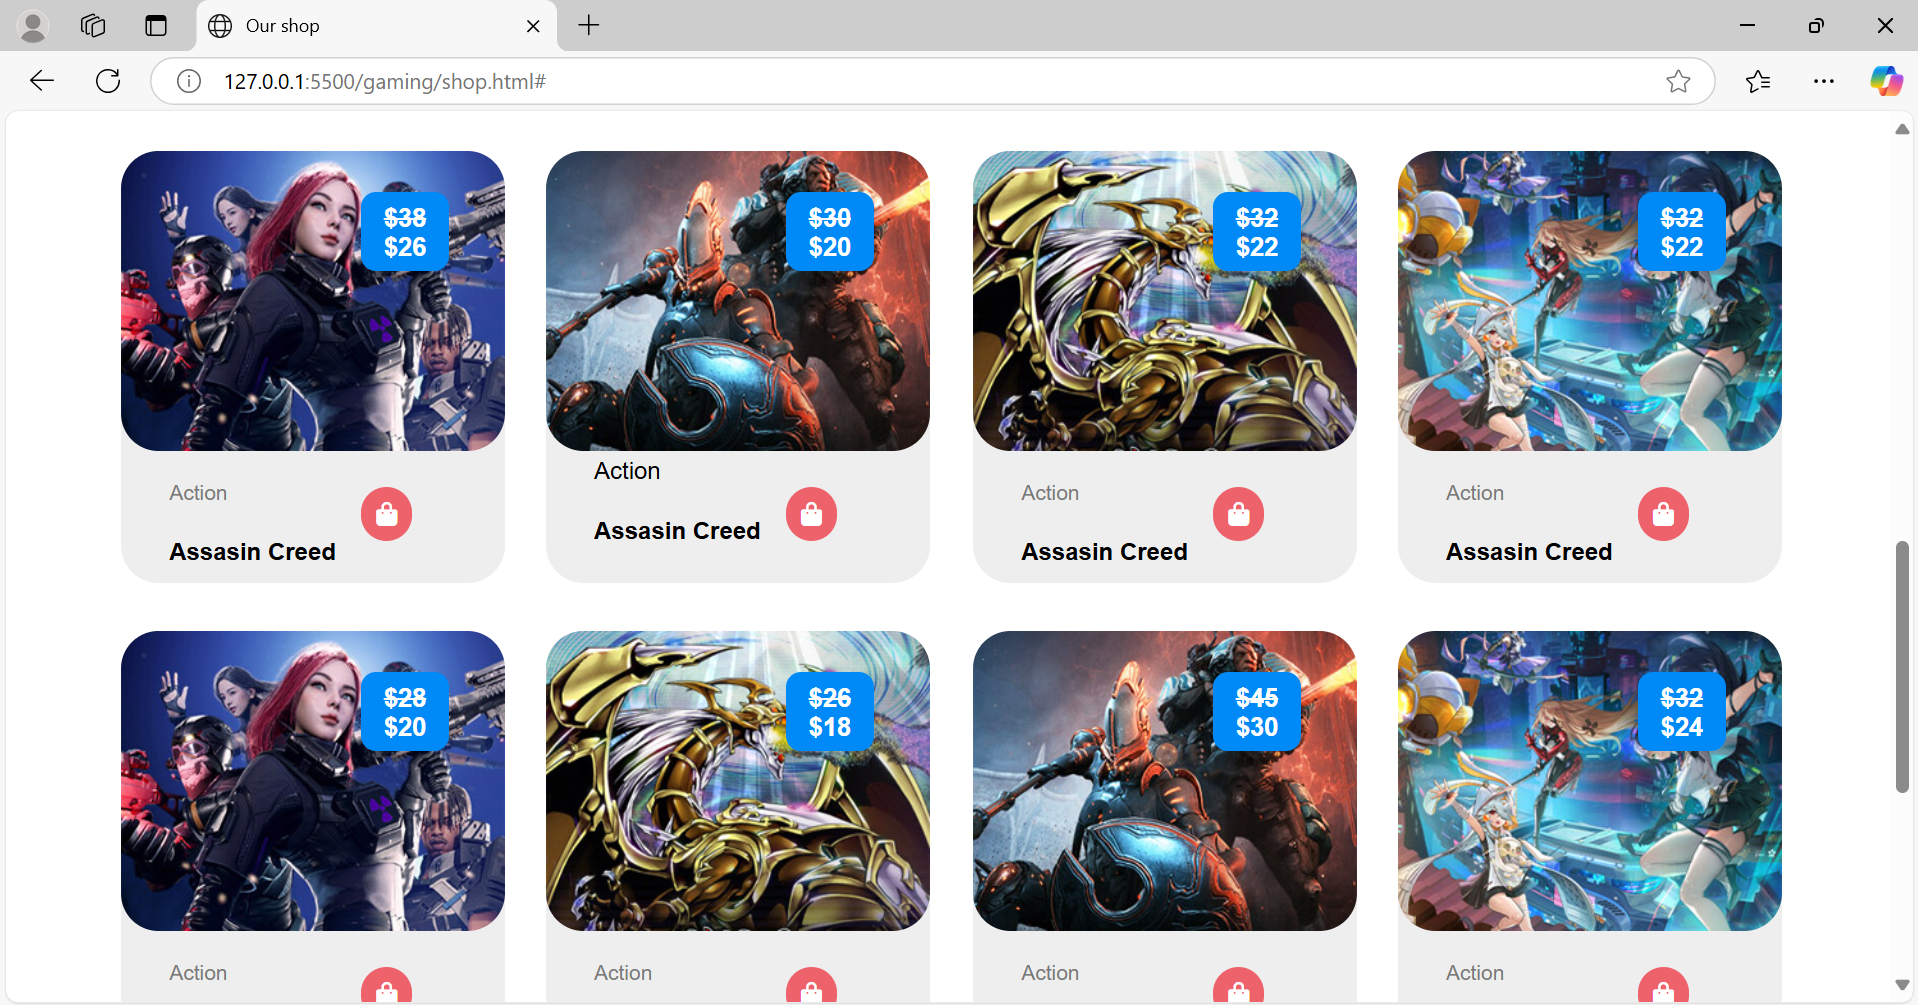 Our shop
127.0.0.1:5500/gaming/shop.html#
$38
$26
$30
$20
$32
$22
$32
$22
Action
Assasin Creed
Action
Assasin Creed
Action
Assasin Creed
Action
Assasin Creed
$28
$20
$26
$18
$45
$30
$32
$24
Action
Action
Action
Action